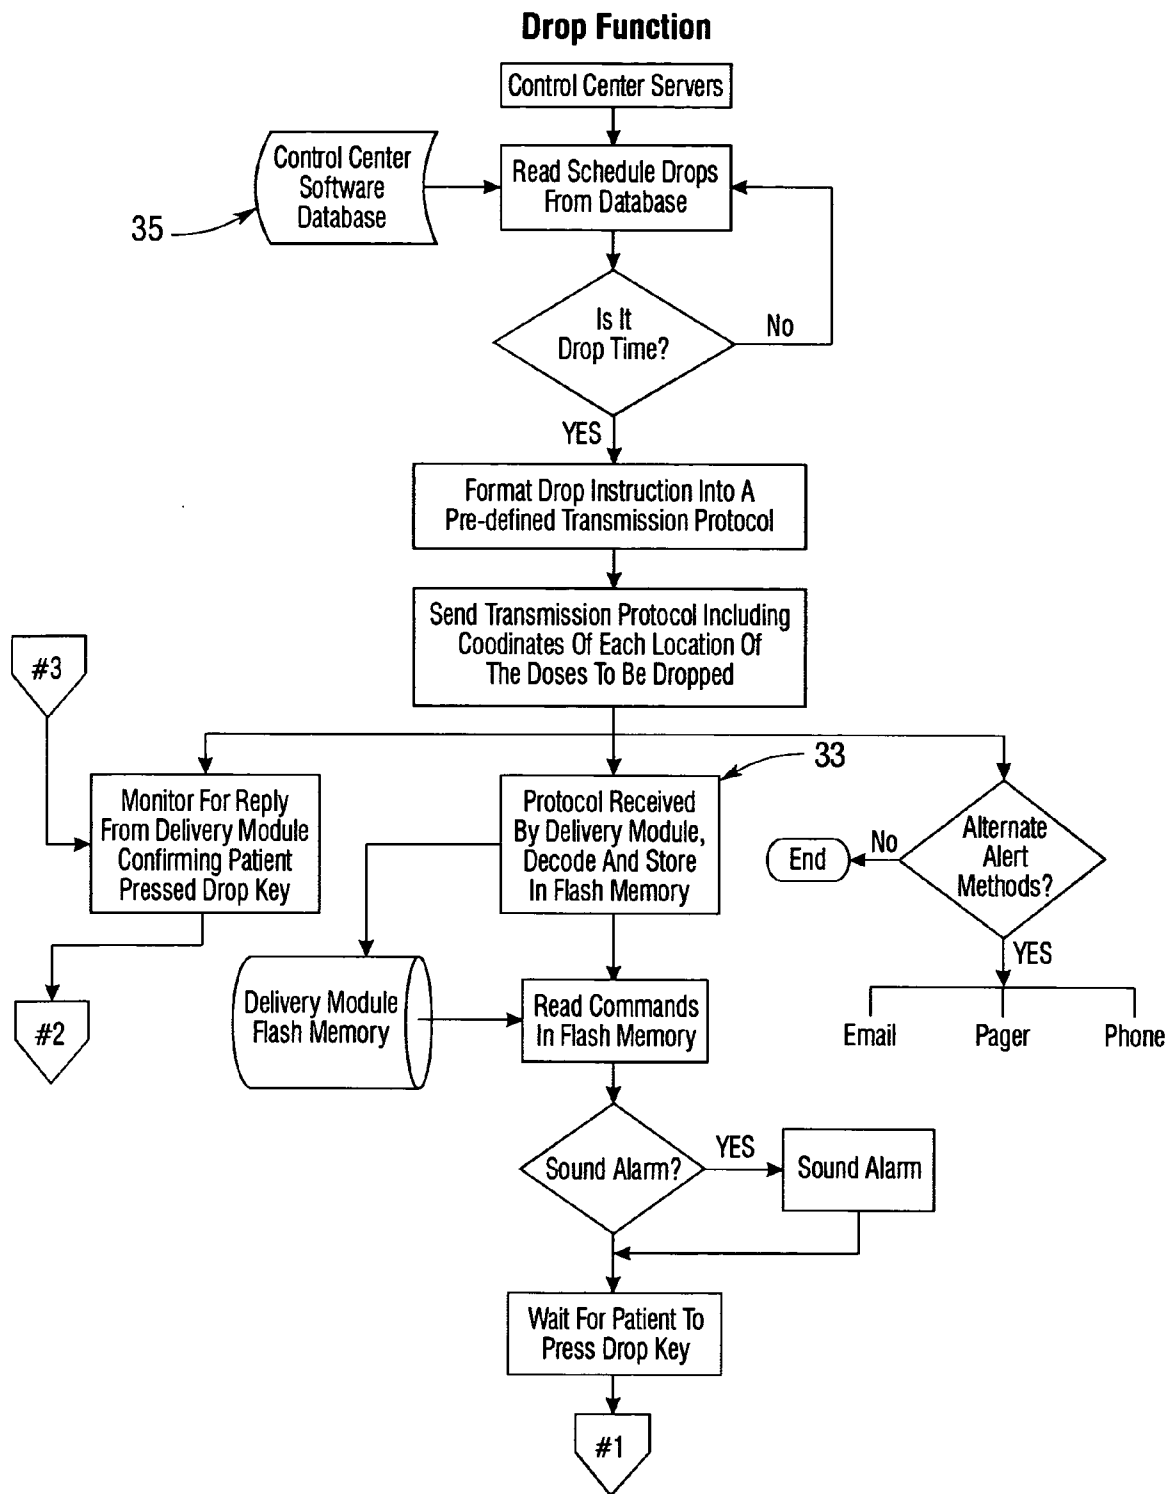 Drop Function
Control Center Servers
Control Center
Software
Database
35
Read Schedule Drops
From Database
Is It
Drop Time?
No
YES
Format Drop Instruction Into A
Pre-defined Transmission Protocol
Send Transmission Protocol Including
Coodinates Of Each Location Of
The Doses To Be Dropped
#3
33
Monitor For Reply
From Delivery Module
Confirming Patient
Pressed Drop Key
Protocol Received
By Delivery Module,
Decode And Store
In Flash Memory
Alternate
Alert
Methods?
No
End
YES
Email
Pager
Phone
#2
Delivery Module
Flash Memory
Read Commands
In Flash Memory
Sound Alarm?
YES
Sound Alarm
Wait For Patient To
Press Drop Key
#1